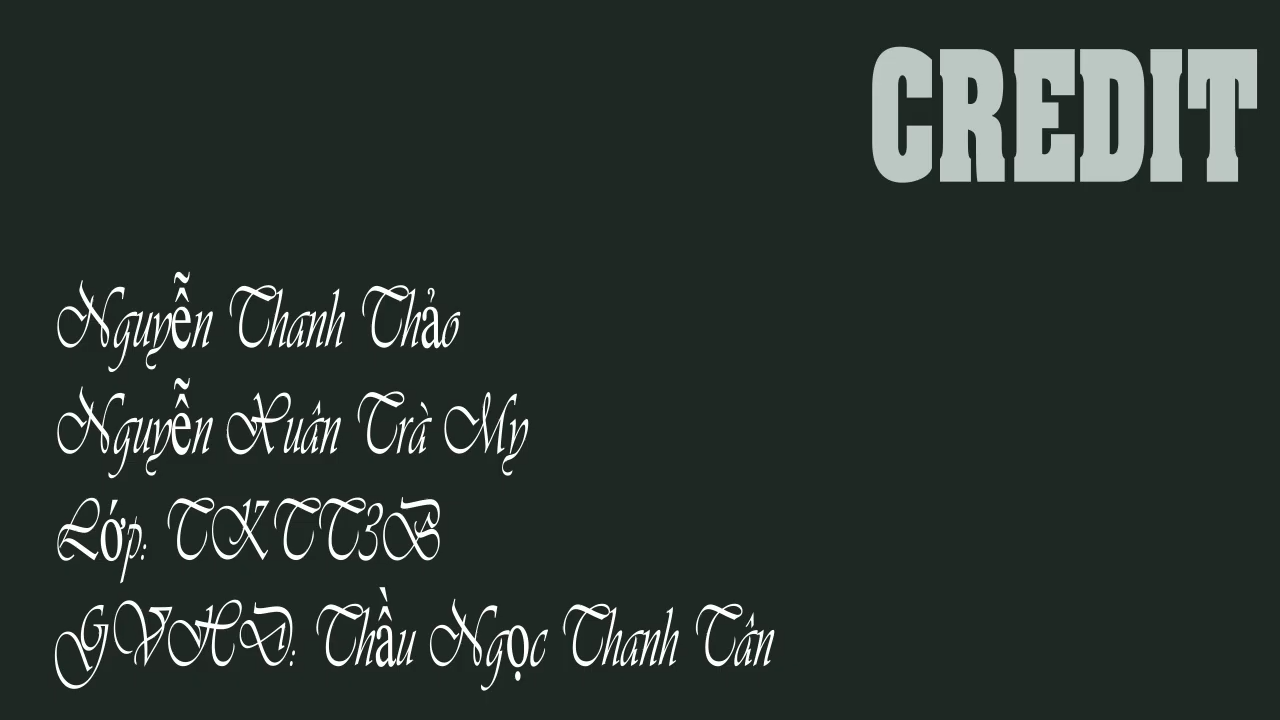 CREDIT
Nguyễn Thanh Thảo
Nguyễn Xuân Trà My
Lớp: TKTT3B
GVHD: Thầu Ngọc Thanh Tân